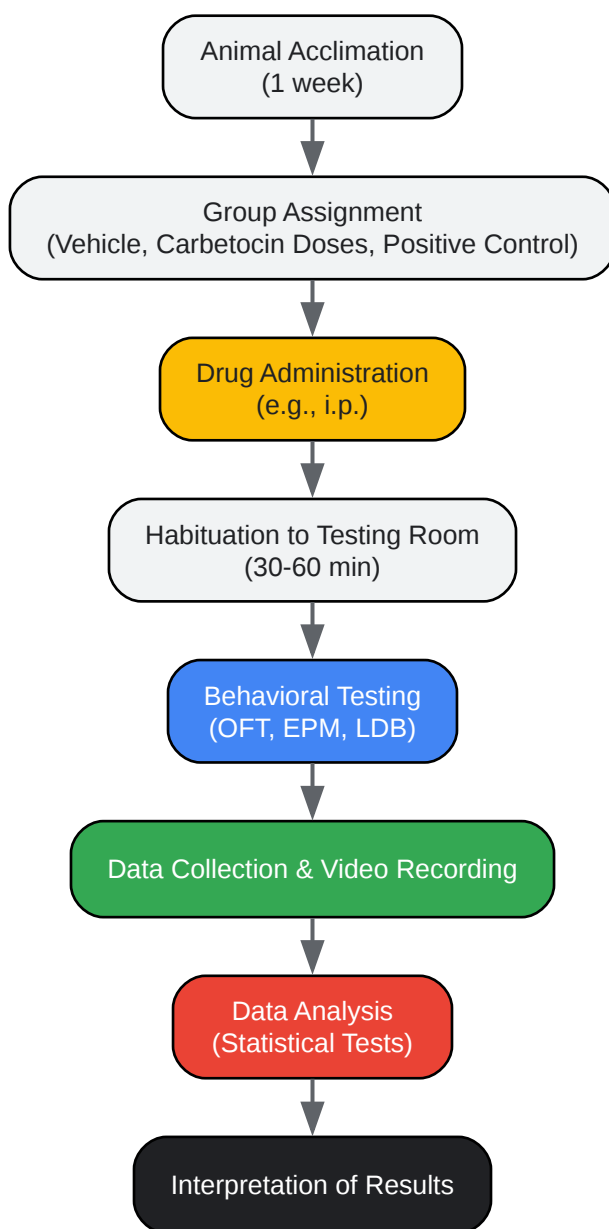 Animal Acclimation
(1 week)
Group Assignment
(Vehicle, Carbetocin Doses, Positive Control)
Drug Administration
(e.g., i.p.)
Habituation to Testing Room
(30-60 min)
Behavioral Testing
(OFT, EPM, LDB)
Data Collection & Video Recording
Data Analysis
(Statistical Tests)
Interpretation of Results